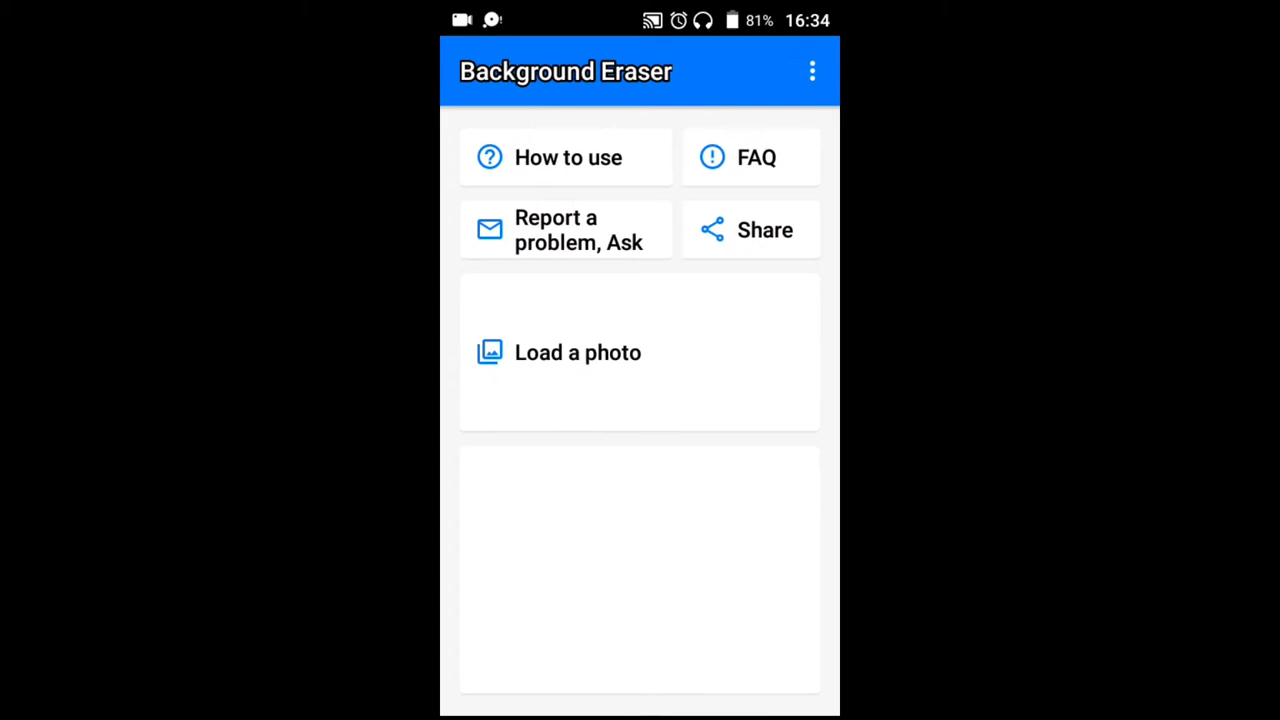 81% 16:34
Background Eraser
How to use
FAQ
Report a
problem, Ask
Share
Load a photo